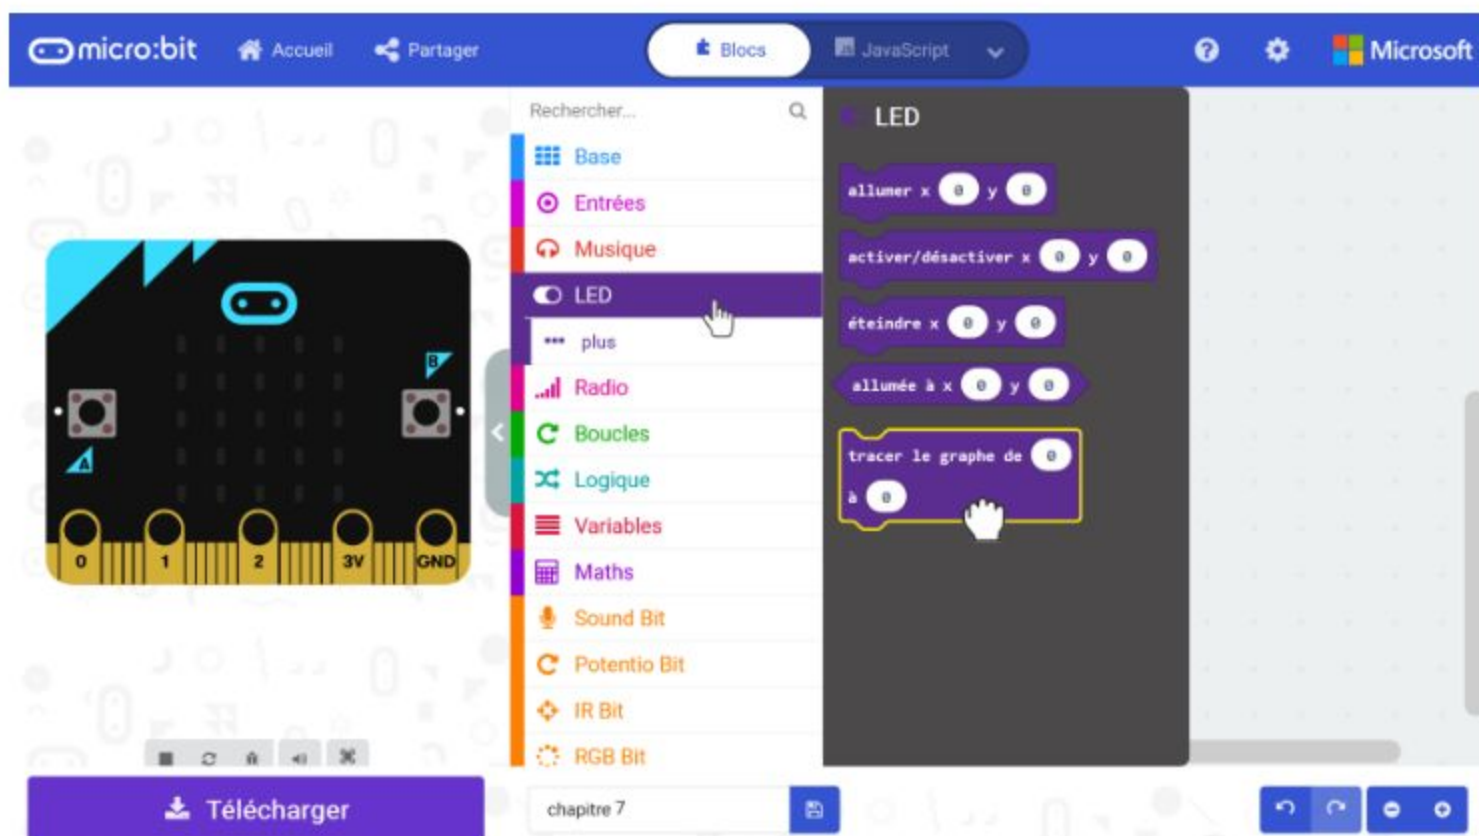 micro:bit Accueil Partager Blocs JavaScript Microsoft
Rechercher...
Base
Entrées
Musique
LED
plus
Radio
Boucles
Logique
Variables
Maths
Sound Bit
Potentio Bit
IR Bit
RGB Bit
LED
allumer x 0 y 0
activer/désactiver x 0 y 0
éteindre x 0 y 0
allumée à x 0 y 0
tracer le graphe de 0
à 0
B
A
0 1 2 3V GND
Télécharger
chapitre 7